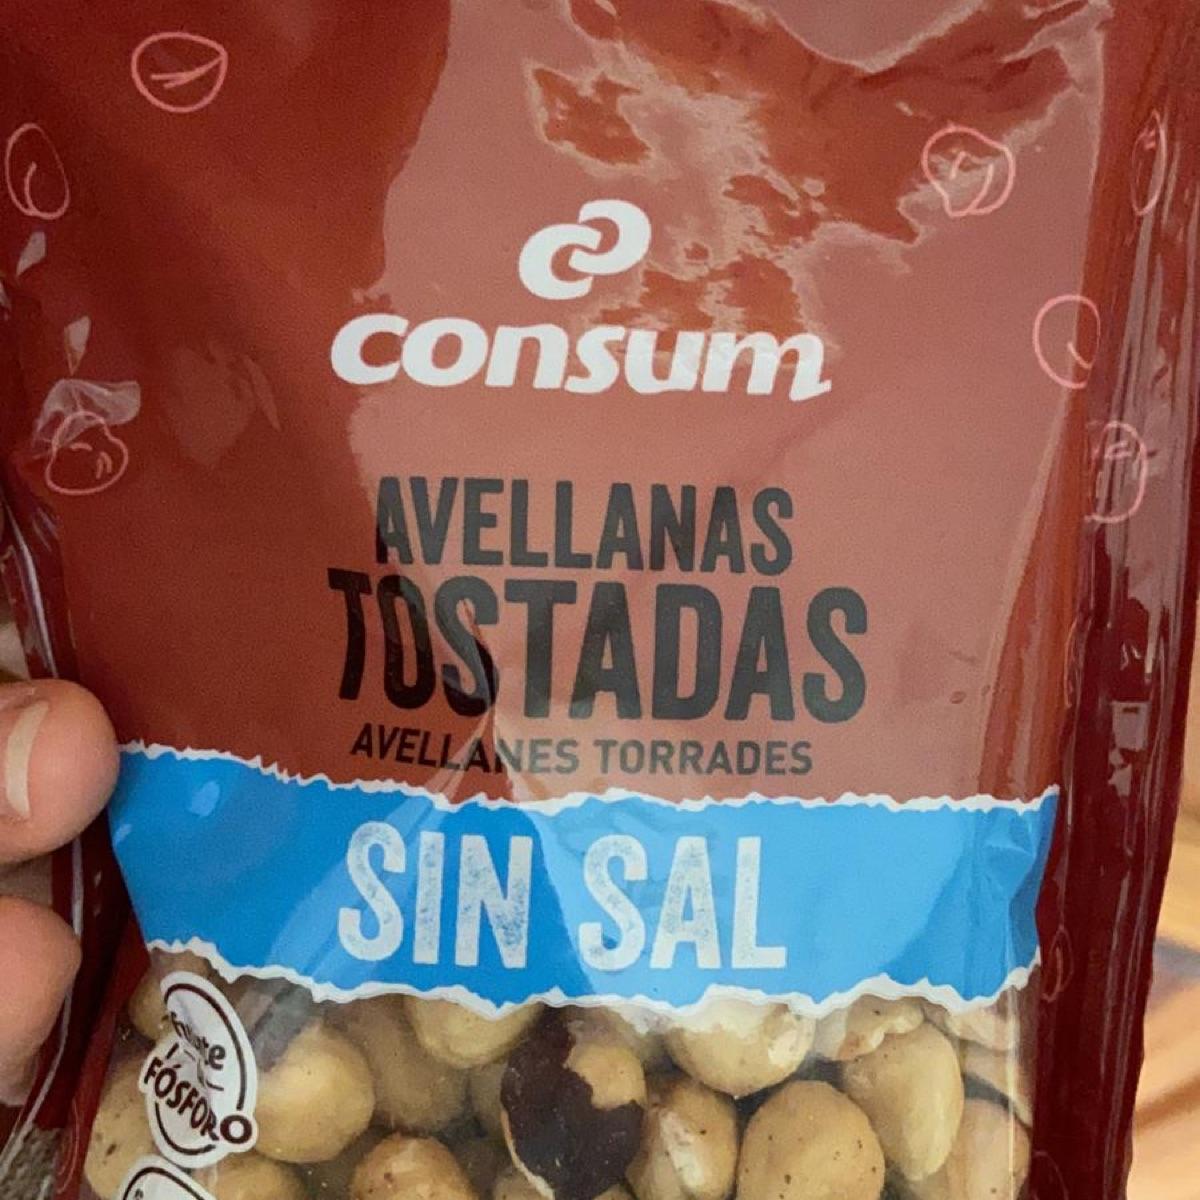 consum
AVELLANAS
TOSTADAS
AVELLANES TORRADES
SIN SAL
FÓSFORO